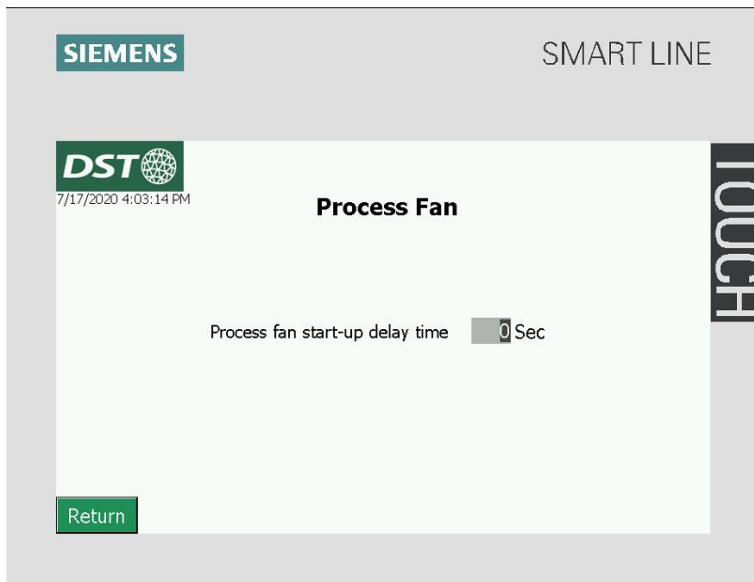 SIEMENS
SMART LINE
DST
7/17/2020 4:03:14 PM
Process Fan
TOUCH
Process fan start-up delay time 0 Sec
Return